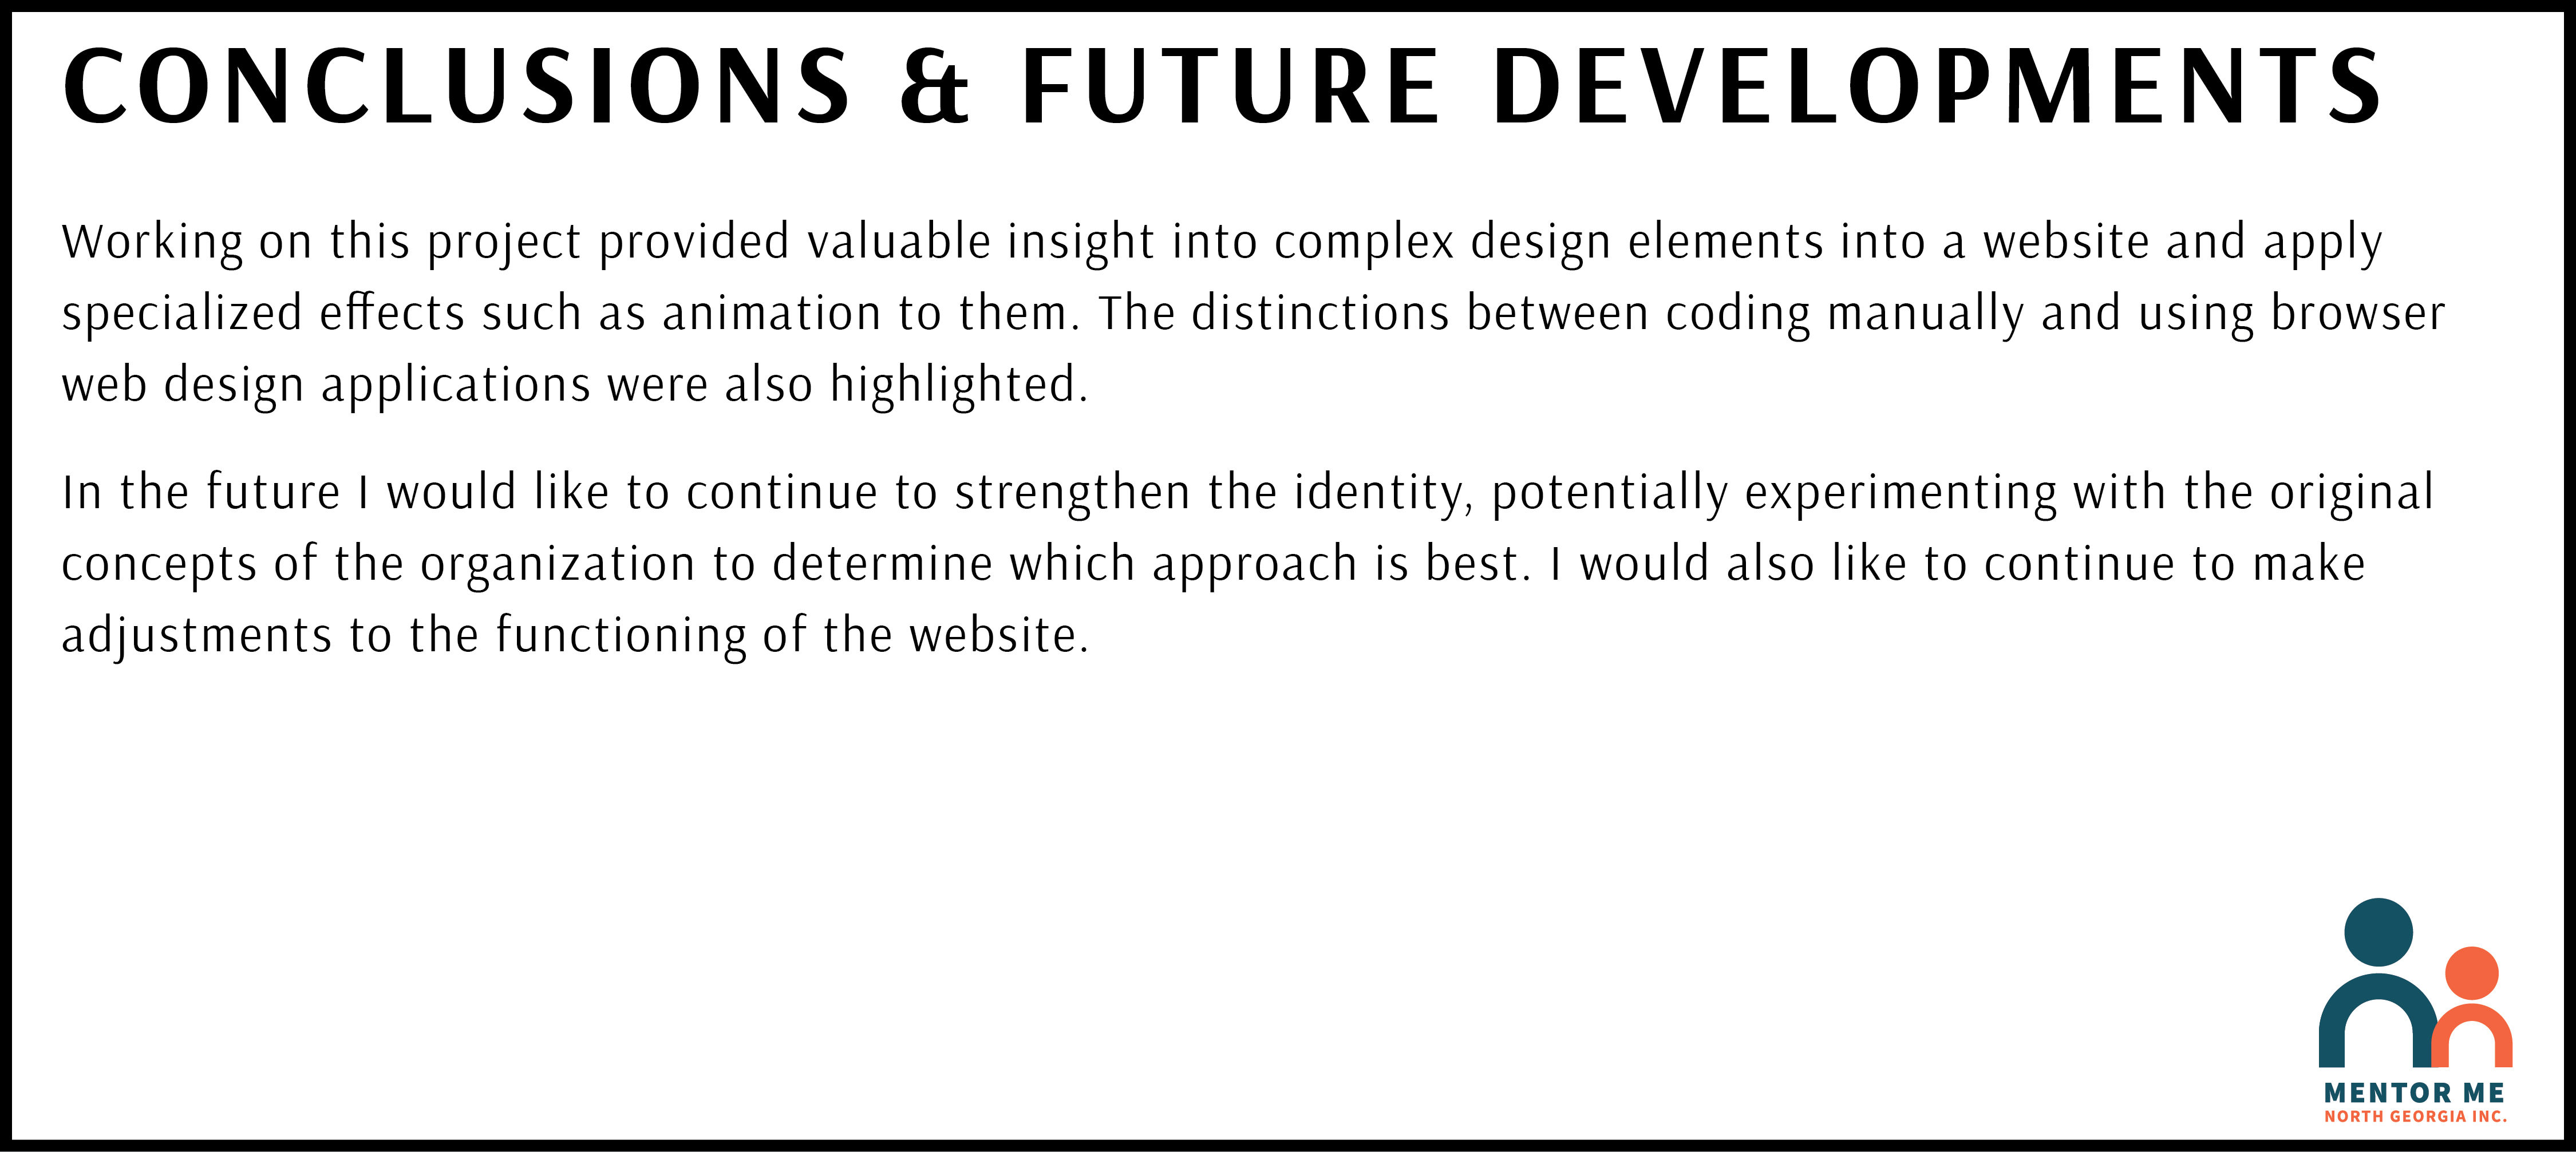 CONCLUSIONS & FUTURE DEVELOPMENTS
Working on this project provided valuable insight into complex design elements into a website and apply
specialized effects such as animation to them. The distinctions between coding manually and using browser
web design applications were also highlighted.
In the future I would like to continue to strengthen the identity, potentially experimenting with the original
concepts of the organization to determine which approach is best. I would also like to continue to make
adjustments to the functioning of the website.
MENTOR ME
NORTH GEORGIA INC.